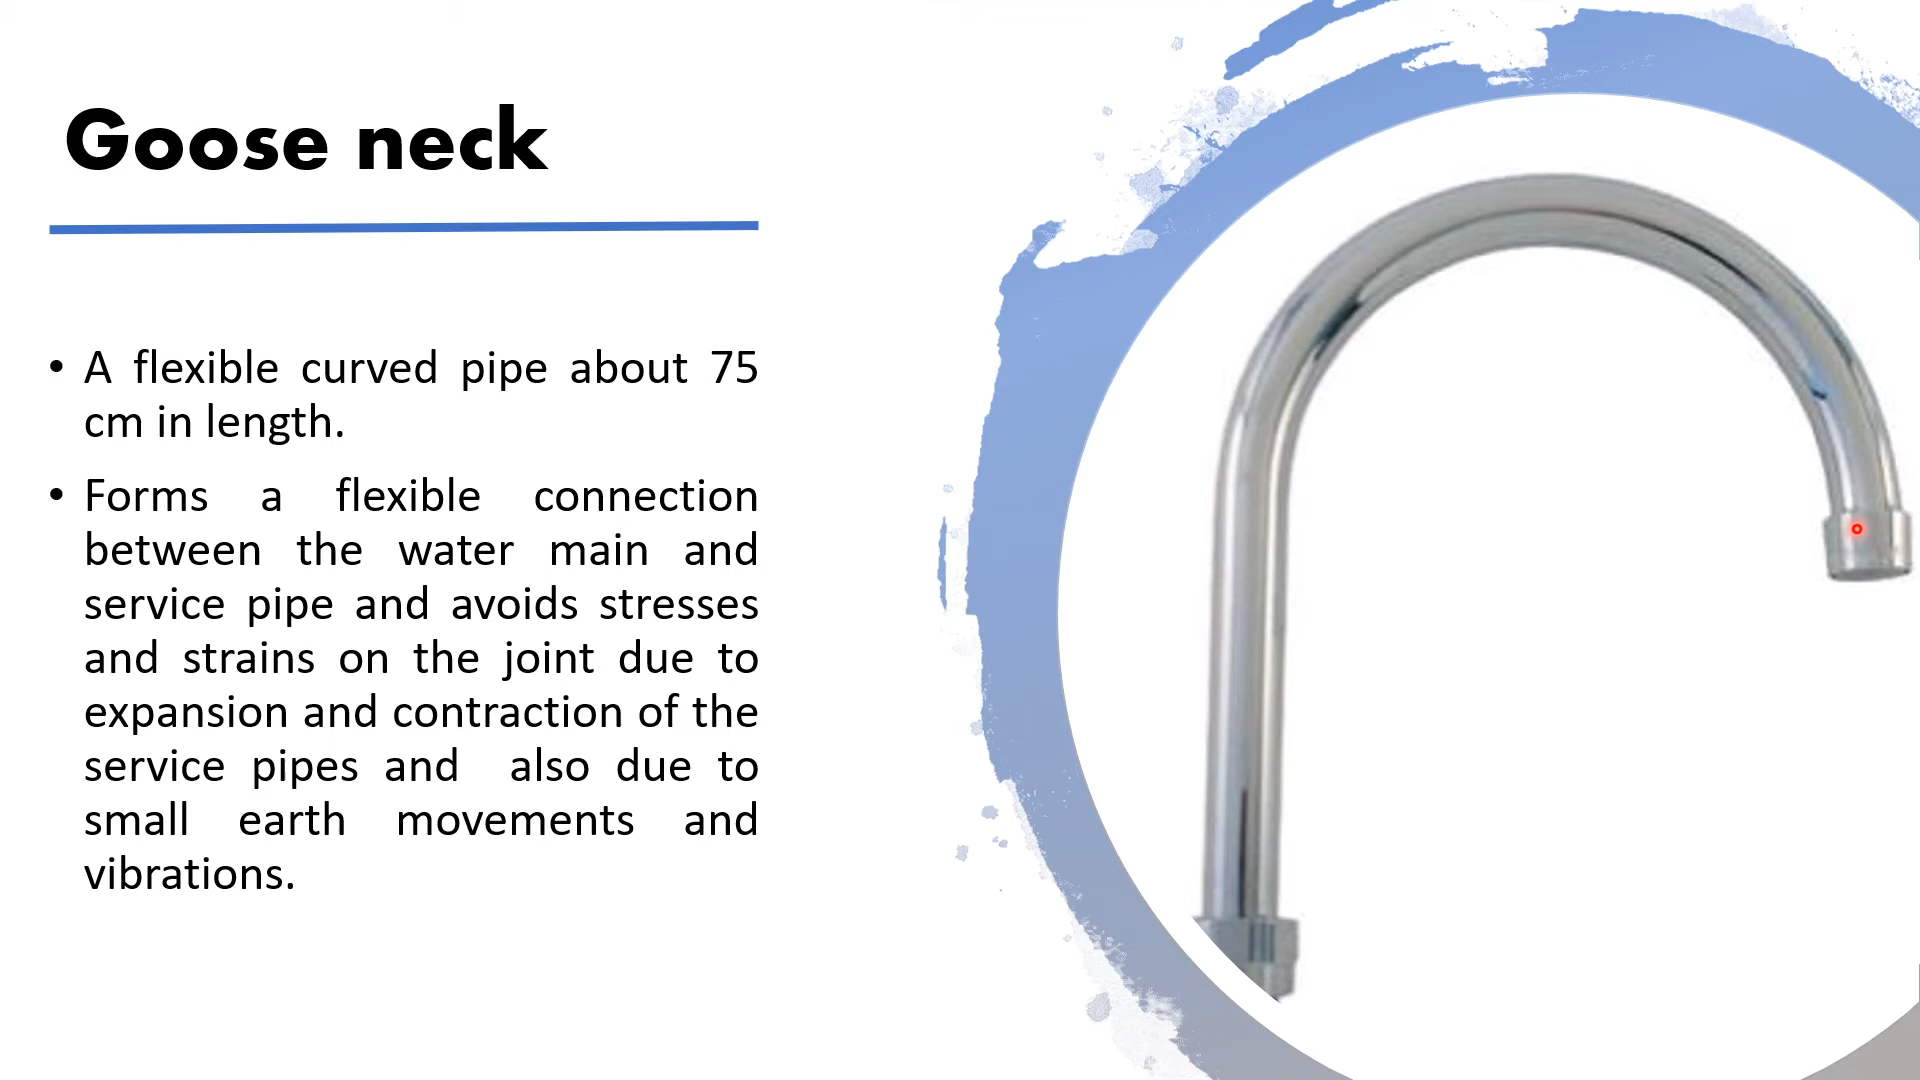 Goose neck
• A flexible curved pipe about 75
cm in length.
• Forms a flexible connection
between the water main and
service pipe and avoids stresses
and strains on the joint due to
expansion and contraction of the
service pipes and also due to
small earth movements and
vibrations.